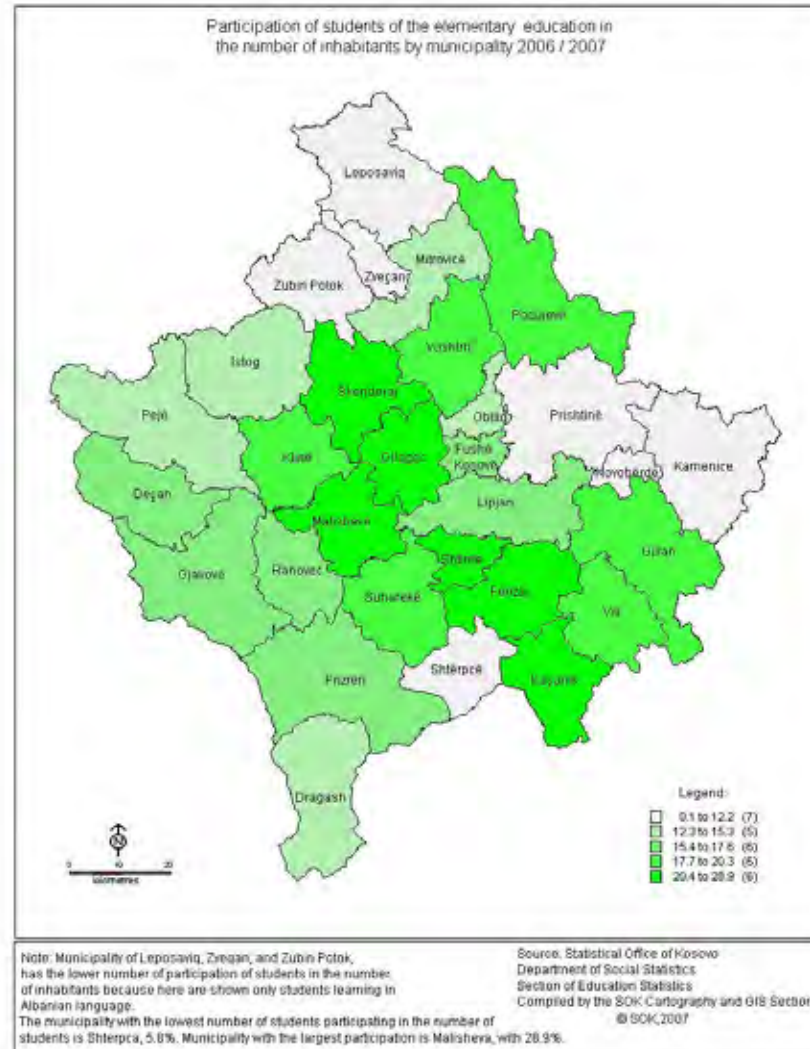 Participation of students of the elementary education in
the number of inhabitants by municipality 2006 / 2007
Leposaviq
Mitrovicë
Zveçan
Zubin Potok
Podujevë
Vushtrri
Istog
Skenderaj
Pejë
Obiliq
Prishtinë
Klinë
Gllogoc
Fushë
Kosovë
Novobërdë
Kamenice
Deçan
Lipjan
Malishevë
Gjilan
Gjakovë
Rahovec
Shtime
Suharekë
Ferizaj
Viti
Shtërpcë
Kaçanik
Prizren
Dragash
N
0 10 20
kilometres
Legend:
0.1 to 12.2 (7)
12.3 to 15.3 (5)
15.4 to 17.6 (6)
17.7 to 20.3 (6)
20.4 to 28.9 (6)
Note: Municipality of Leposaviq, Zveqan, and Zubin Potok,
has the lower number of participation of students in the number
of inhabitants because here are shown only students learning in
Albanian language.
The municipality with the lowest number of students participating in the number of
students is Shterpca, 5.8%. Municipality with the largest participation is Malisheva, with 28.9%.
Source: Statistical Office of Kosovo
Department of Social Statistics
Section of Education Statistics
Compiled by the SOK Cartography and GIS Section
© SOK,2007